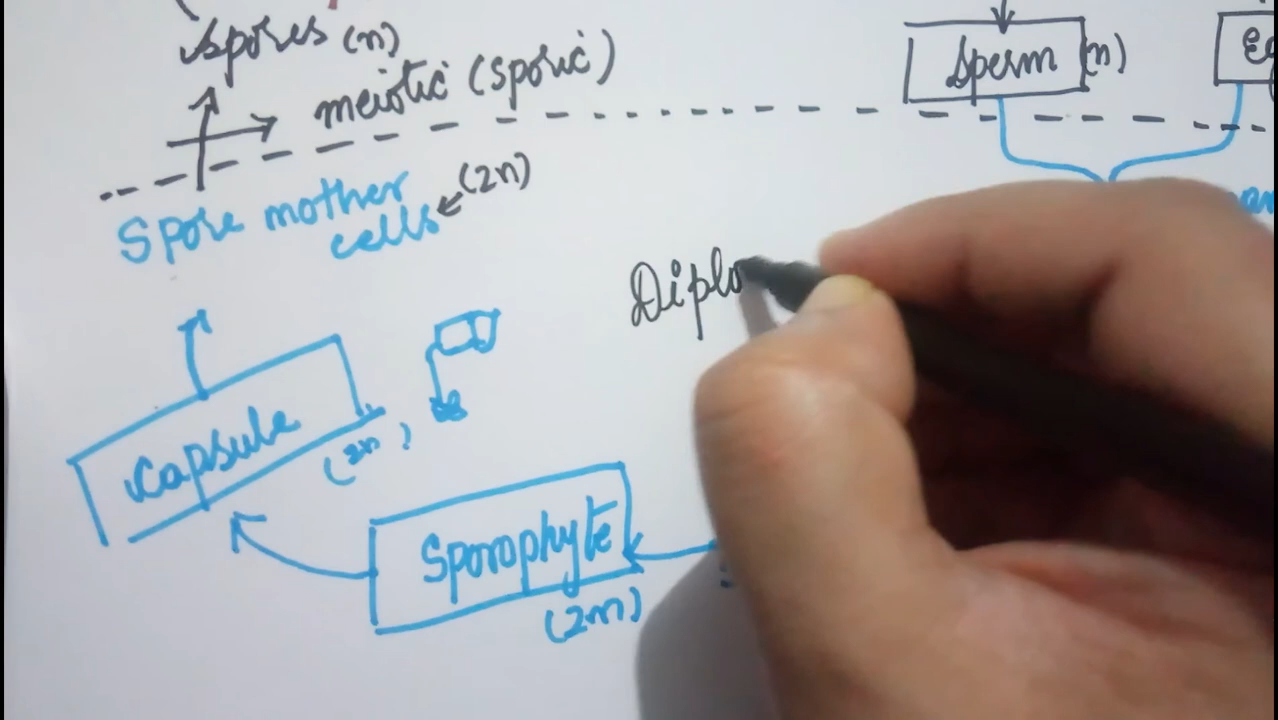 spores (n)
meiotic (sporic)
Sperm (n)
Spore mother
cells (2n)
Diplo
Capsule
(2n)
Sporophyte
(2n)